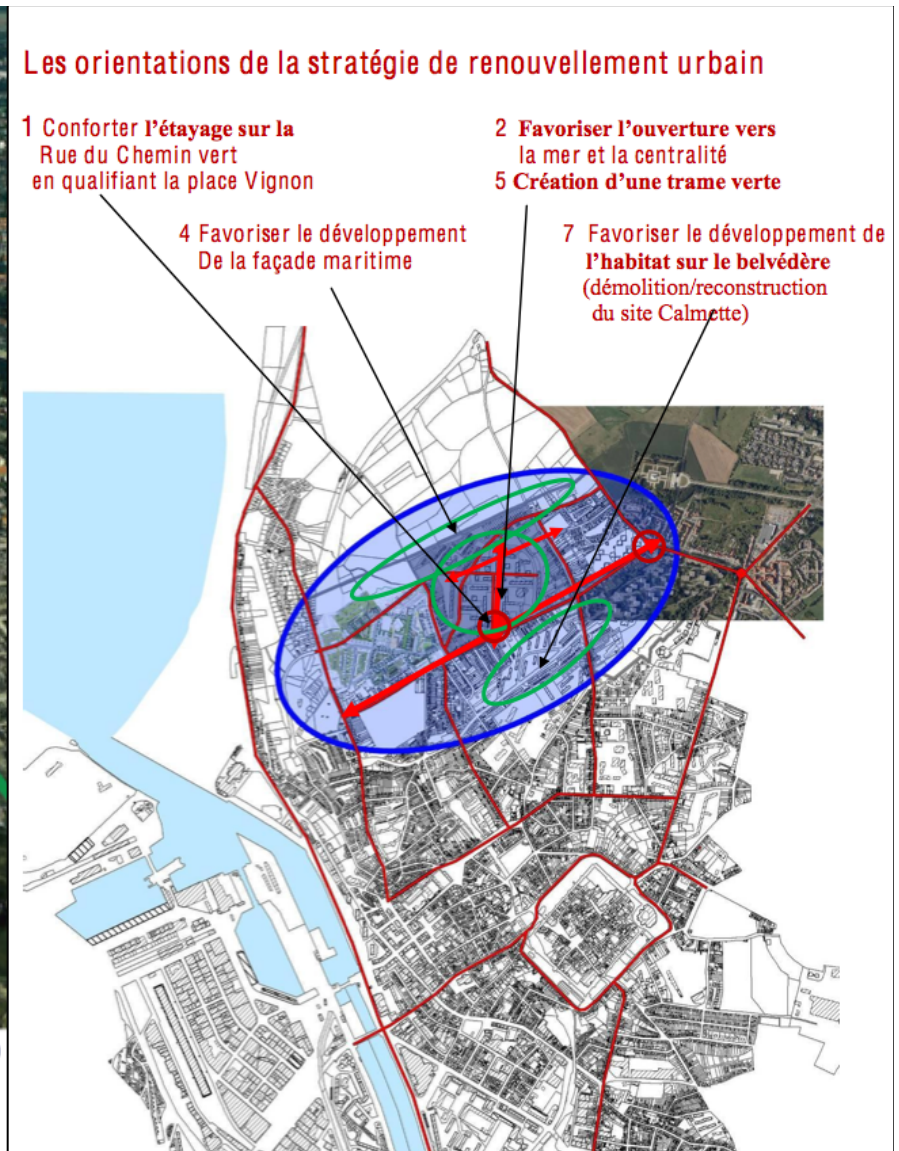 Les orientations de la stratégie de renouvellement urbain
1 Conforter l'étayage sur la
Rue du Chemin vert
en qualifiant la place Vignon
2 Favoriser l'ouverture vers
la mer et la centralité
5 Création d'une trame verte
4 Favoriser le développement
De la façade maritime
7 Favoriser le développement de
l'habitat sur le belvédère
(démolition/reconstruction
du site Calmette)